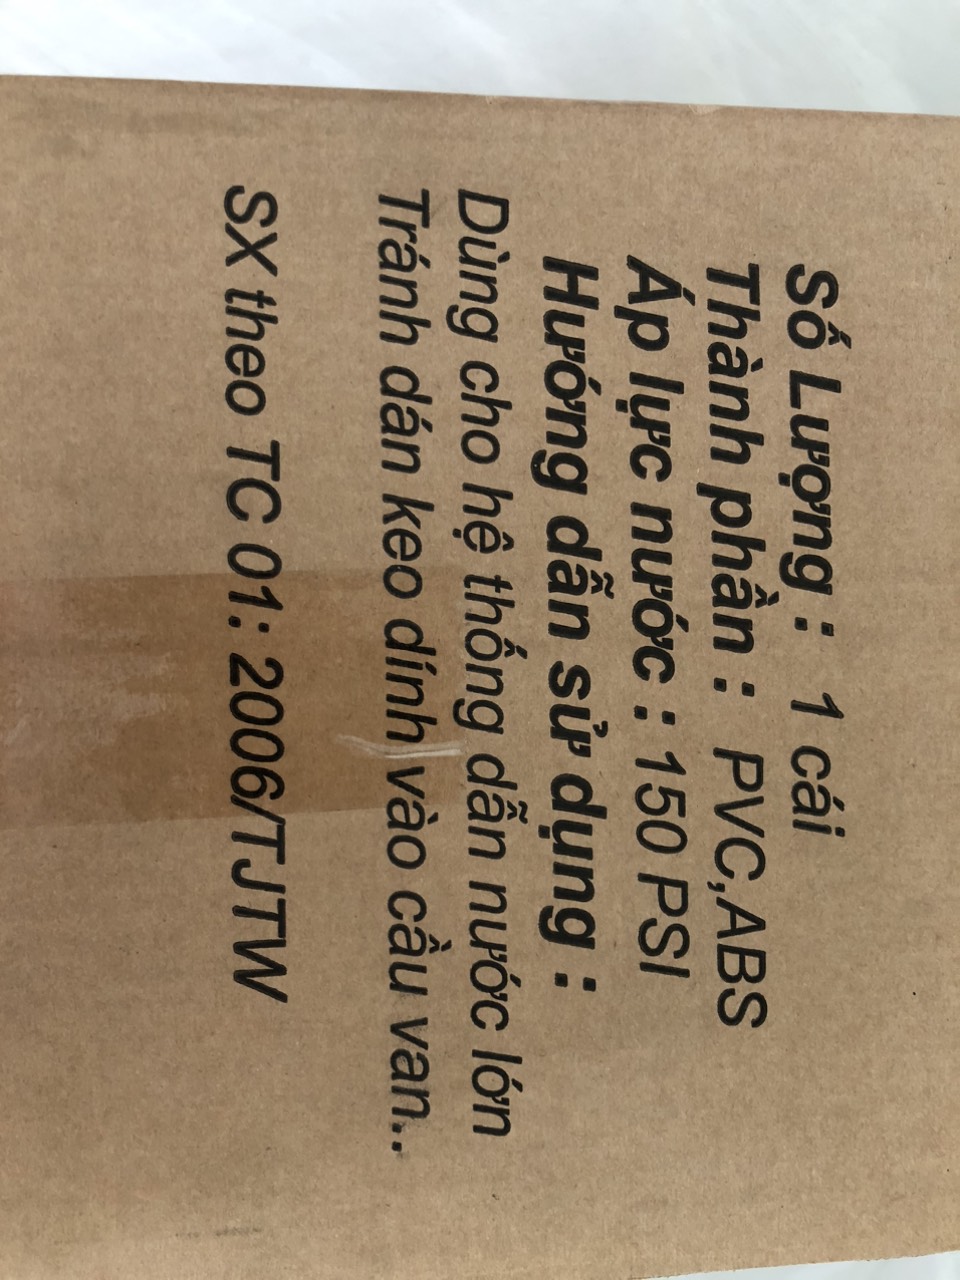 Số Lượng : 1 cái
Thành phần : PVC,ABS
Áp lực nước : 150 PSI
Hướng dẫn sử dụng :
Dùng cho hệ thống dẫn nước lớn
Tránh dán keo dính vào cầu van..
SX theo TC 01: 2006/TJTW